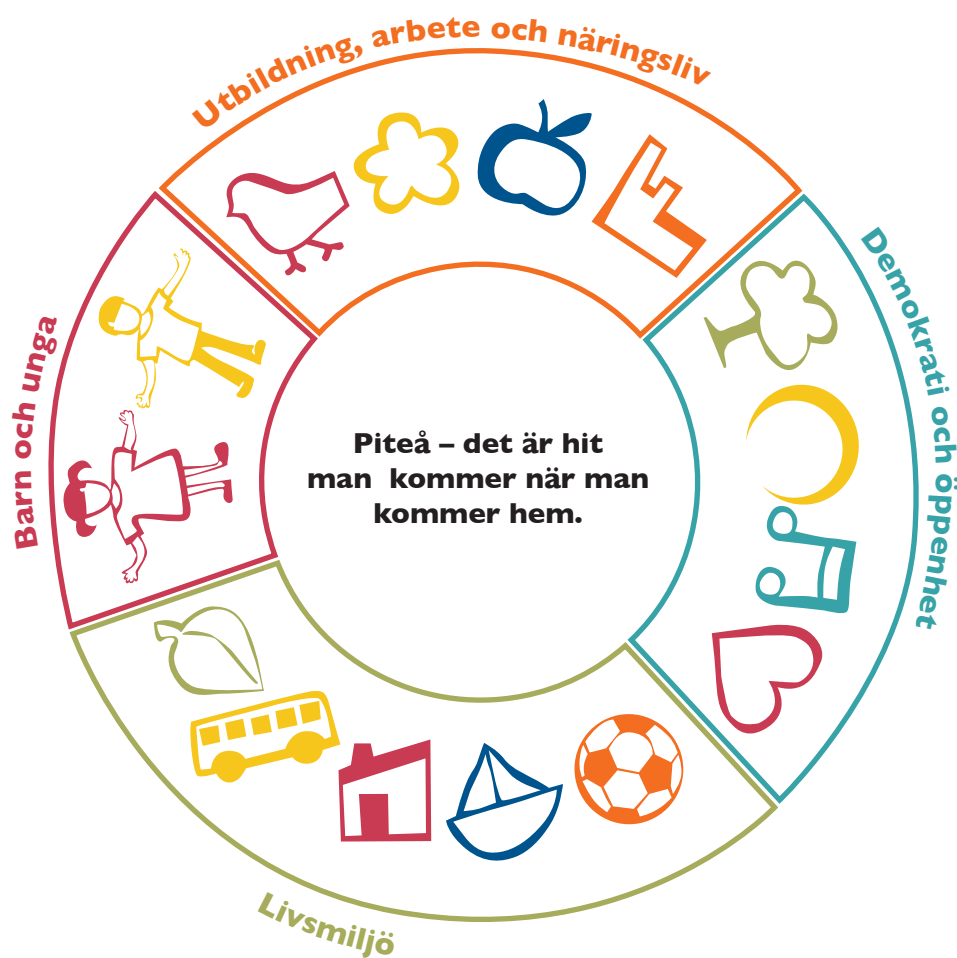 Utbildning, arbete och näringsliv
Demokrati och öppenhet
Barn och unga
Piteå – det är hit
man kommer när man
kommer hem.
Livsmiljö